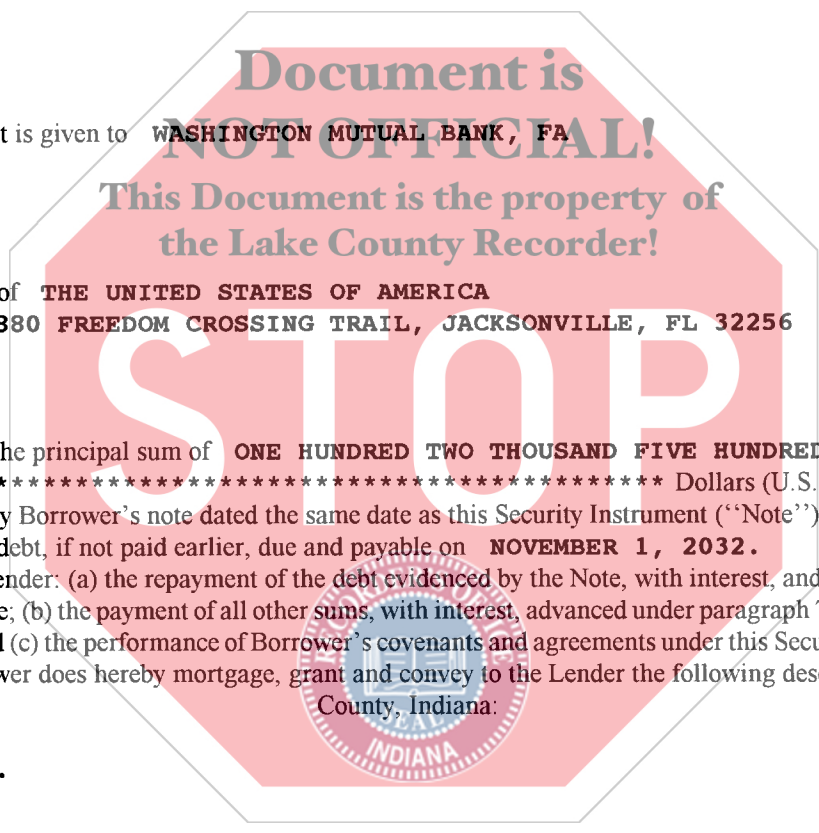 Document is
t is given to WASHINGTON MUTUAL BANK, FA
NOT OFFICIAL!
This Document is the property of
the Lake County Recorder!
of THE UNITED STATES OF AMERICA
880 FREEDOM CROSSING TRAIL, JACKSONVILLE, FL 32256
STOP
he principal sum of ONE HUNDRED TWO THOUSAND FIVE HUNDRED
****************************************** Dollars (U.S.
y Borrower's note dated the same date as this Security Instrument (‘‘Note’’)
debt, if not paid earlier, due and payable on NOVEMBER 1, 2032.
ender: (a) the repayment of the debt evidenced by the Note, with interest, and
e; (b) the payment of all other sums, with interest, advanced under paragraph
d (c) the performance of Borrower's covenants and agreements under this Secu
wer does hereby mortgage, grant and convey to the Lender the following desc
County, Indiana:
RECORDER'S OFFICE
SEAL
INDIANA